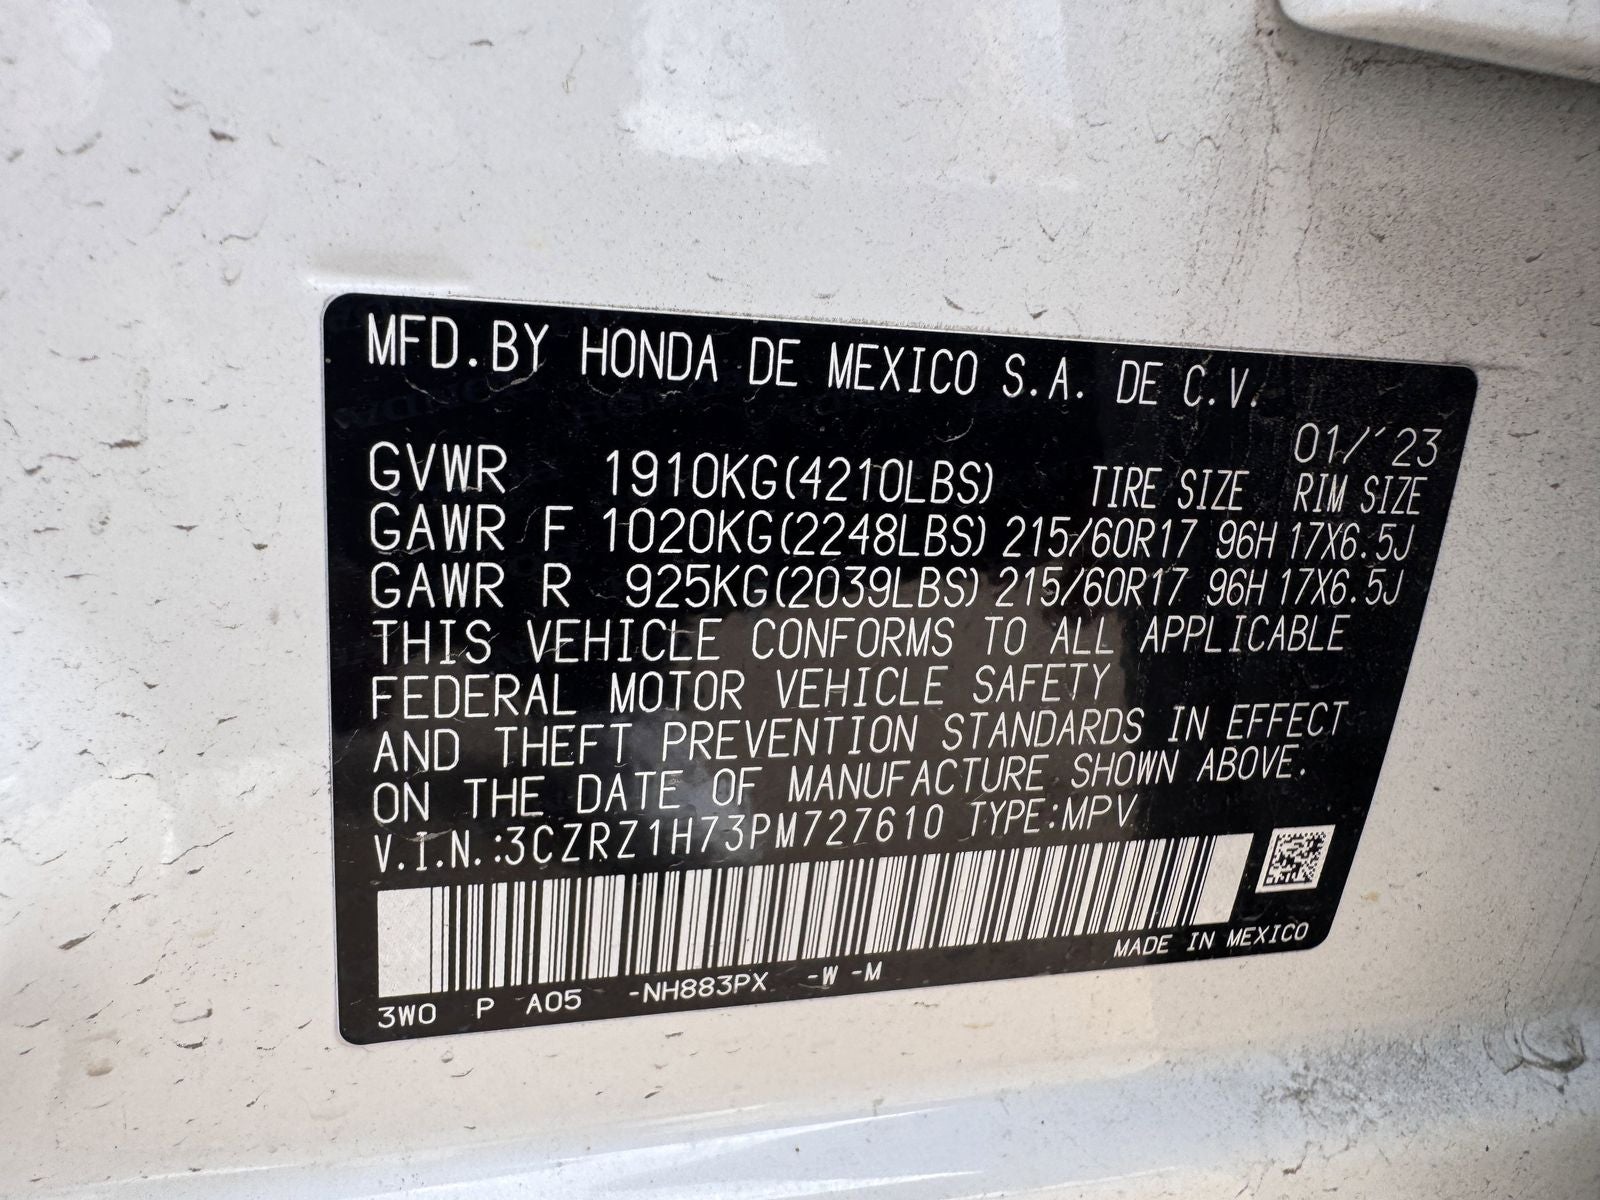 MFD.BY HONDA DE MEXICO S.A. DE C.V.
01/´23
GVWR 1910KG(4210LBS) TIRE SIZE RIM SIZE
GAWR F 1020KG(2248LBS) 215/60R17 96H 17X6.5J
GAWR R 925KG(2039LBS) 215/60R17 96H 17X6.5J
THIS VEHICLE CONFORMS TO ALL APPLICABLE
FEDERAL MOTOR VEHICLE SAFETY
AND THEFT PREVENTION STANDARDS IN EFFECT
ON THE DATE OF MANUFACTURE SHOWN ABOVE.
V.I.N.:3CZRZ1H73PM727610 TYPE:MPV
MADE IN MEXICO
3W0 P A05 -NH883PX -W -M